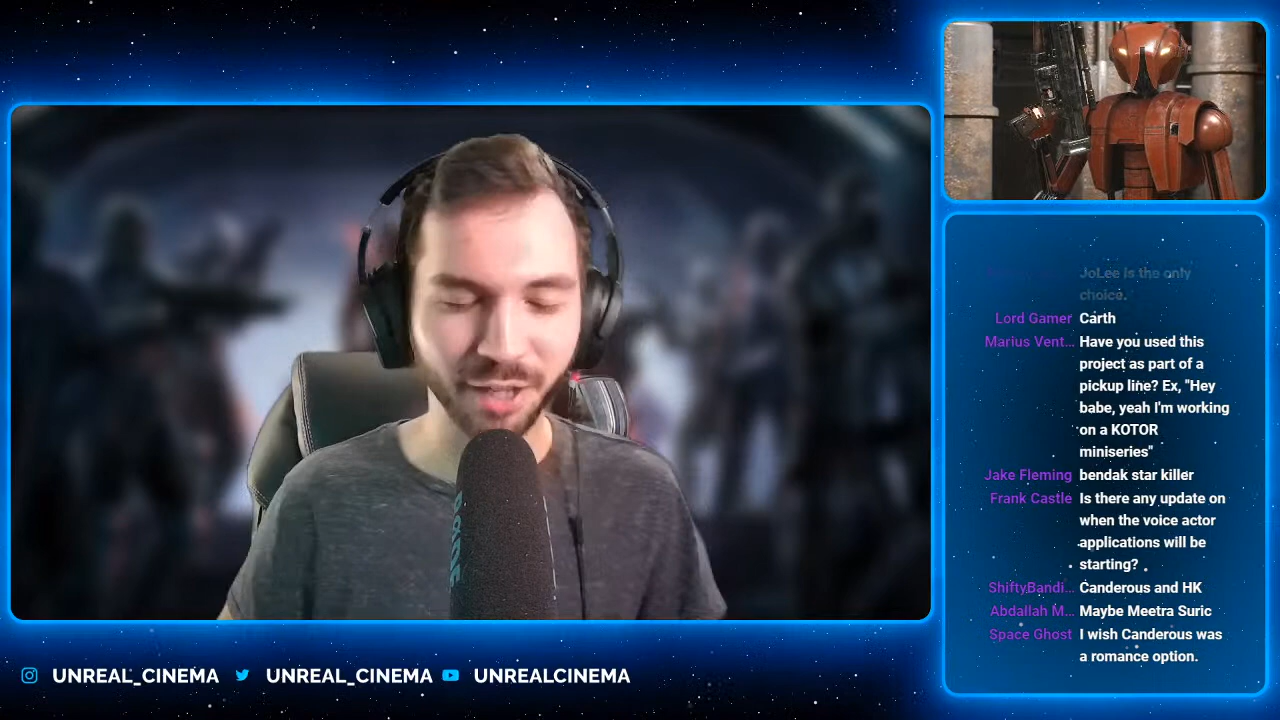 JoLee is the only
choice.
Lord Gamer Carth
Marius Vent... Have you used this
project as part of a
pickup line? Ex, "Hey
babe, yeah I'm working
on a KOTOR
miniseries"
Jake Fleming bendak star killer
Frank Castle Is there any update on
when the voice actor
applications will be
starting?
ShiftyBandi... Canderous and HK
Abdallah M... Maybe Meetra Suric
Space Ghost I wish Canderous was
a romance option.
UNREAL_CINEMA UNREAL_CINEMA UNREALCINEMA